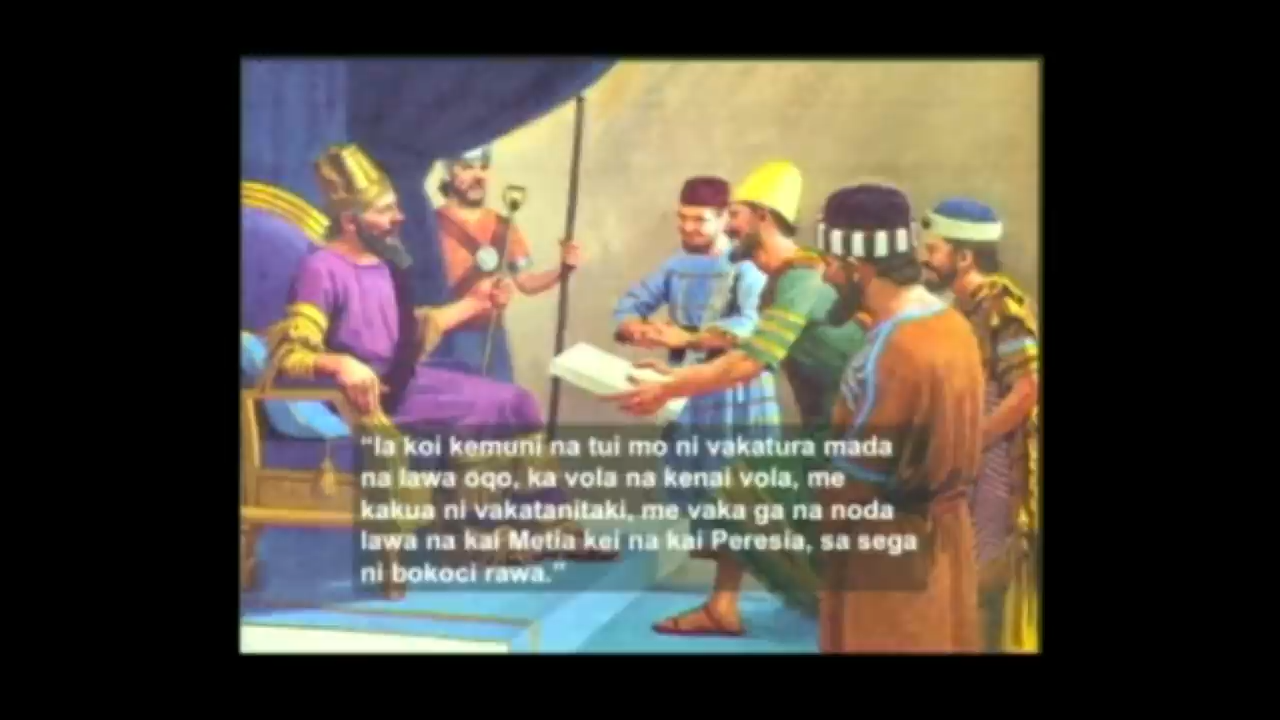 “Ia koi kemuni na tui mo ni vakatura mada
na lawa oqo, ka vola na kenai vola, me
kakua ni vakatanitaki, me vaka ga na noda
lawa na kai Metia kei na kai Peresia, sa sega
ni bokoci rawa.”